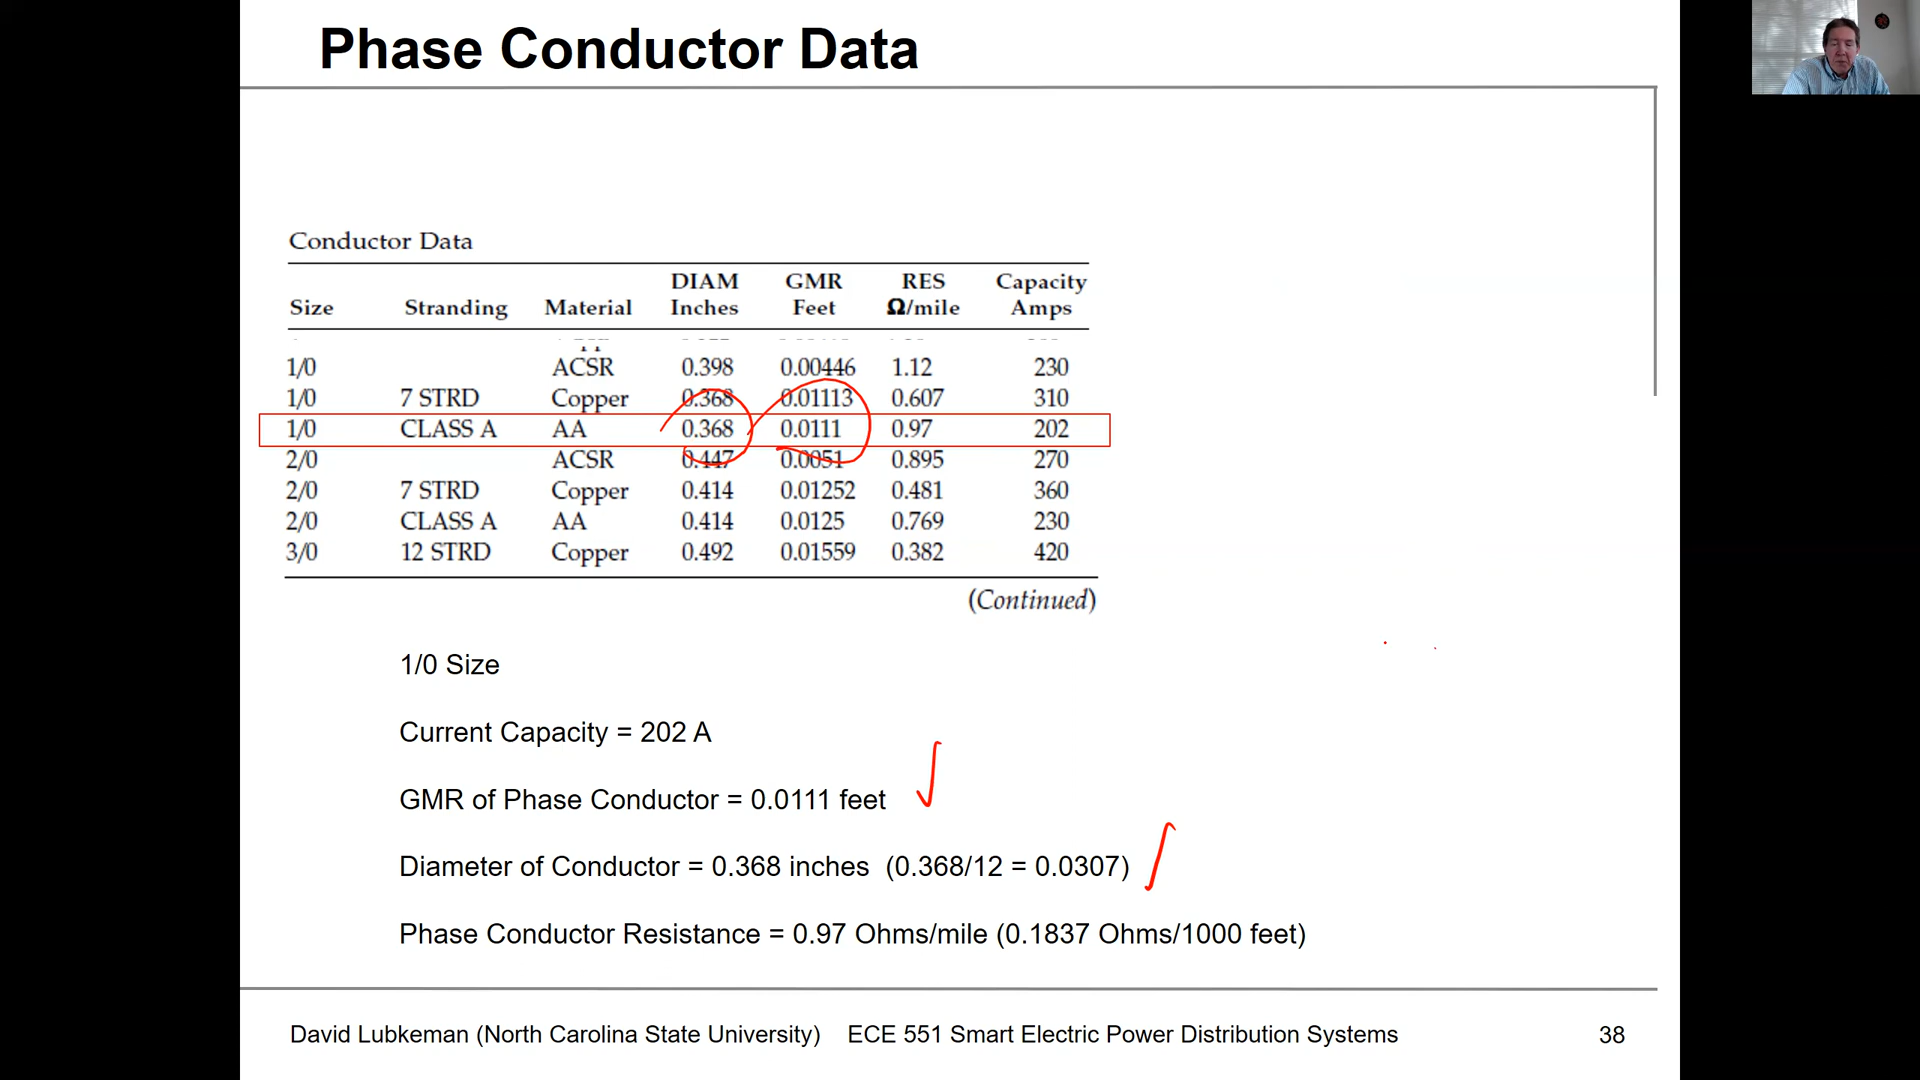 Phase Conductor Data
Conductor Data
Size Stranding Material DIAM Inches GMR Feet RES Ω/mile Capacity Amps
1/0 ACSR 0.398 0.00446 1.12 230
1/0 7 STRD Copper 0.368 0.01113 0.607 310
1/0 CLASS A AA 0.368 0.0111 0.97 202
2/0 ACSR 0.447 0.0051 0.895 270
2/0 7 STRD Copper 0.414 0.01252 0.481 360
2/0 CLASS A AA 0.414 0.0125 0.769 230
3/0 12 STRD Copper 0.492 0.01559 0.382 420
(Continued)
1/0 Size
Current Capacity = 202 A
GMR of Phase Conductor = 0.0111 feet
Diameter of Conductor = 0.368 inches (0.368/12 = 0.0307)
Phase Conductor Resistance = 0.97 Ohms/mile (0.1837 Ohms/1000 feet)
David Lubkeman (North Carolina State University) ECE 551 Smart Electric Power Distribution Systems 38